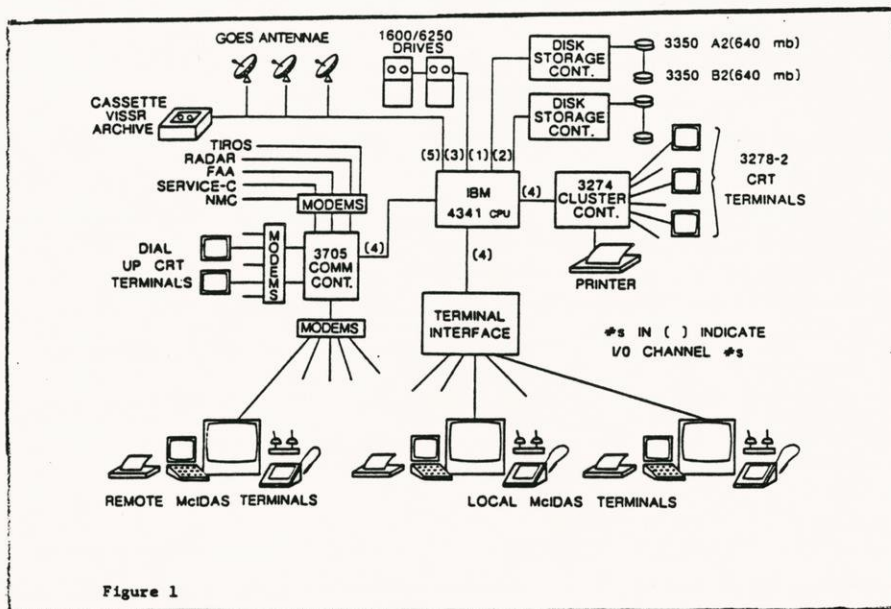 GOES ANTENNAE
1600/6250
DRIVES
DISK
STORAGE
CONT.
3350 A2(640 mb)
3350 B2(640 mb)
CASSETTE
VISSR
ARCHIVE
DISK
STORAGE
CONT.
TIROS
RADAR
FAA
SERVICE-C
NMC
MODEMS
(5) (3) (1) (2)
IBM
4341 CPU
(4)
3274
CLUSTER
CONT.
3278-2
CRT
TERMINALS
DIAL
UP CRT
TERMINALS
MODEMS
3705
COMM
CONT.
(4)
(4)
PRINTER
MODEMS
TERMINAL
INTERFACE
#s IN ( ) INDICATE
I/O CHANNEL #s
REMOTE McIDAS TERMINALS
LOCAL McIDAS TERMINALS
Figure 1